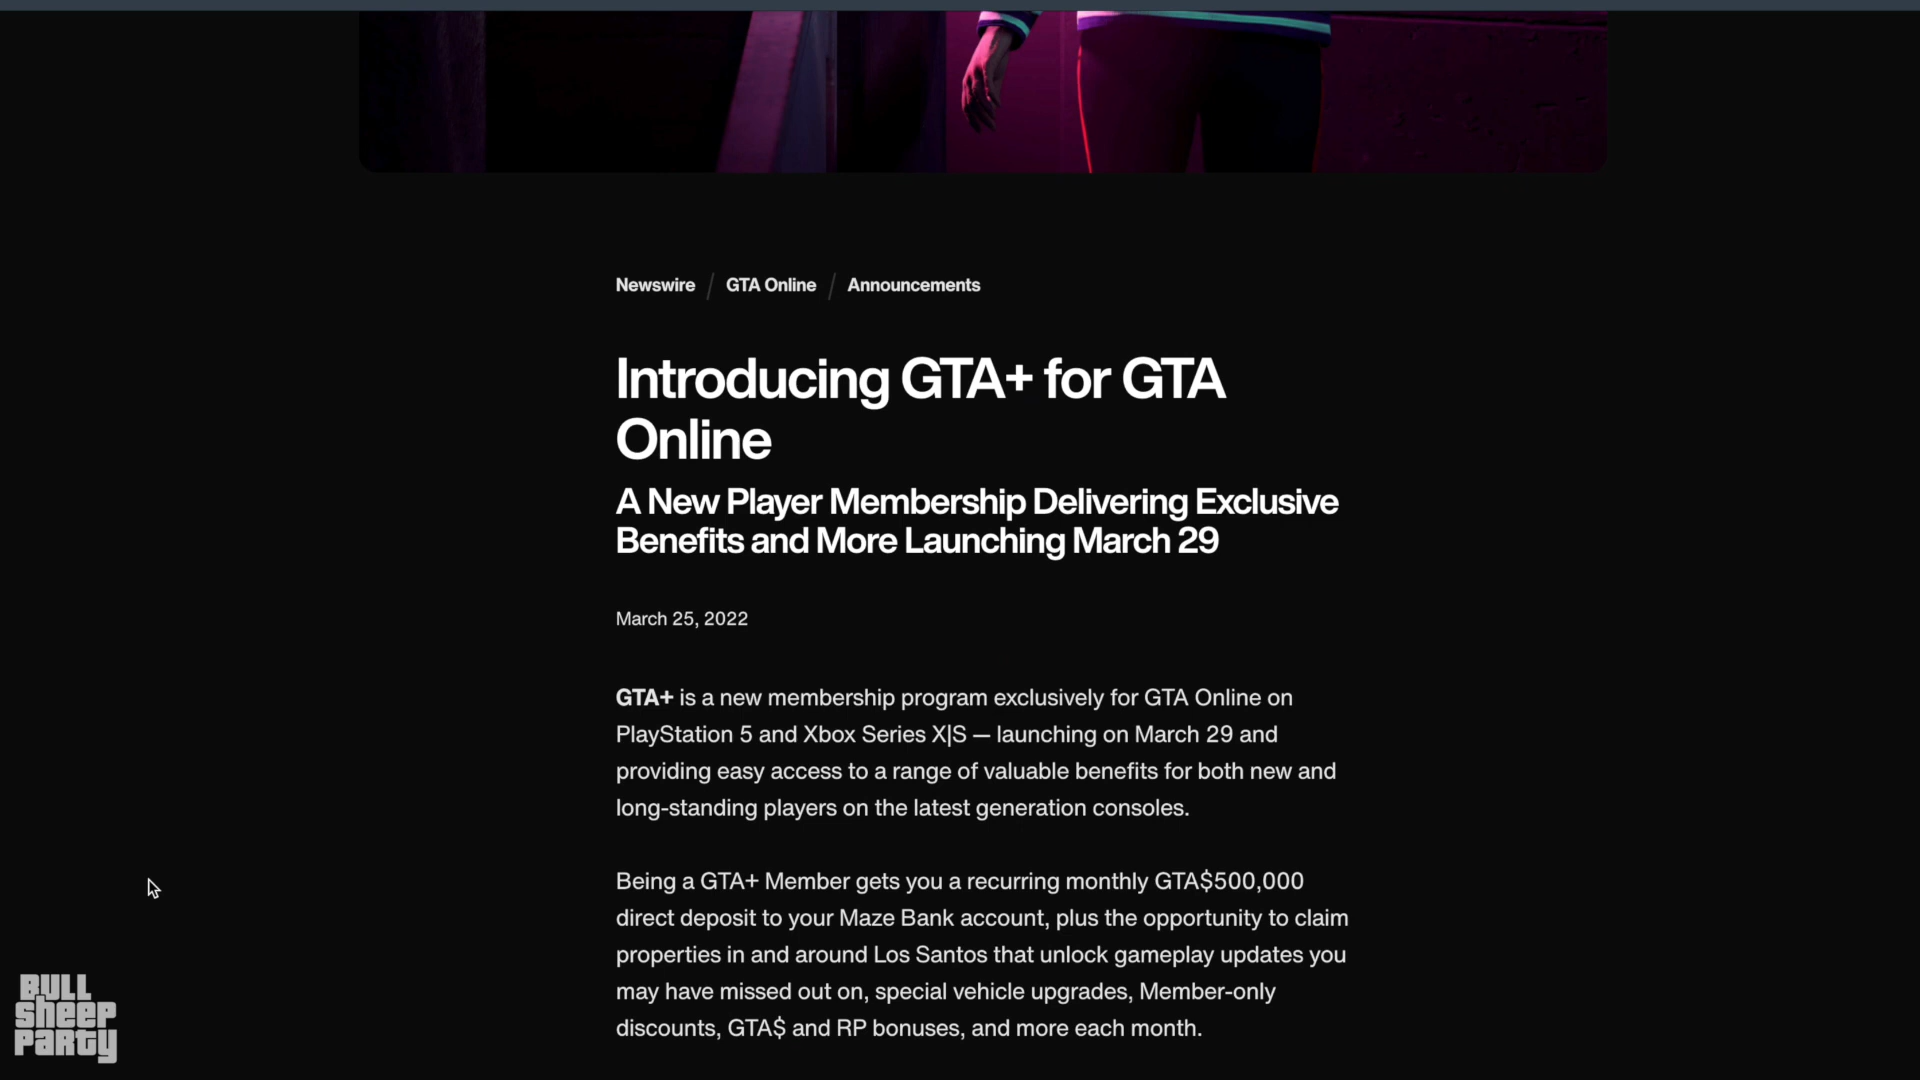 Newswire / GTA Online / Announcements
Introducing GTA+ for GTA
Online
A New Player Membership Delivering Exclusive
Benefits and More Launching March 29
March 25, 2022
GTA+ is a new membership program exclusively for GTA Online on
PlayStation 5 and Xbox Series X|S — launching on March 29 and
providing easy access to a range of valuable benefits for both new and
long-standing players on the latest generation consoles.
Being a GTA+ Member gets you a recurring monthly GTA$500,000
direct deposit to your Maze Bank account, plus the opportunity to claim
properties in and around Los Santos that unlock gameplay updates you
may have missed out on, special vehicle upgrades, Member-only
discounts, GTA$ and RP bonuses, and more each month.
BULL
sheep
PARTY